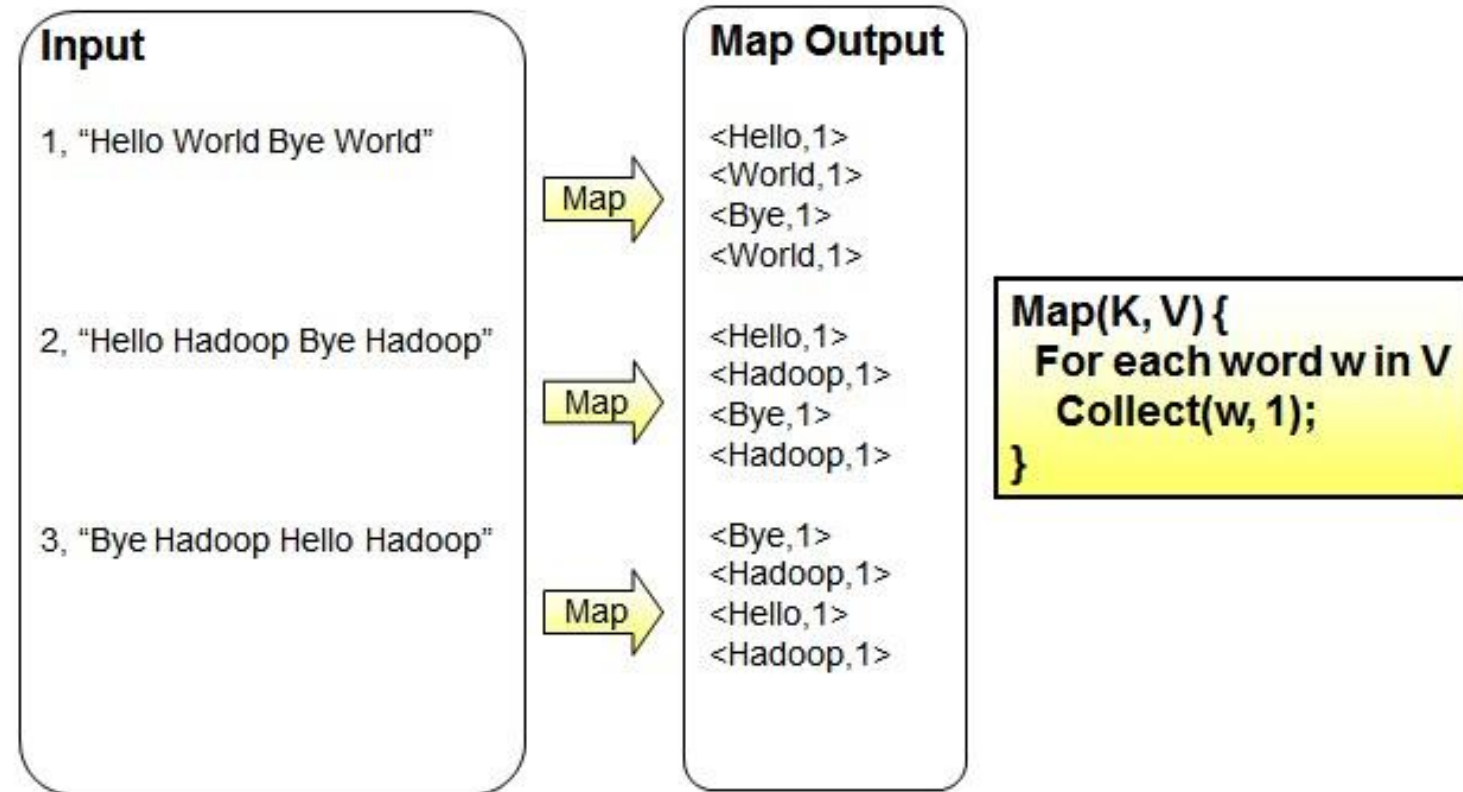 Input
1, “Hello World Bye World”
2, “Hello Hadoop Bye Hadoop”
3, “Bye Hadoop Hello Hadoop”
Map
Map
Map
Map Output
<Hello,1>
<World,1>
<Bye,1>
<World,1>
<Hello,1>
<Hadoop,1>
<Bye,1>
<Hadoop,1>
<Bye,1>
<Hadoop,1>
<Hello,1>
<Hadoop,1>
Map(K, V) {
For each word w in V
Collect(w, 1);
}